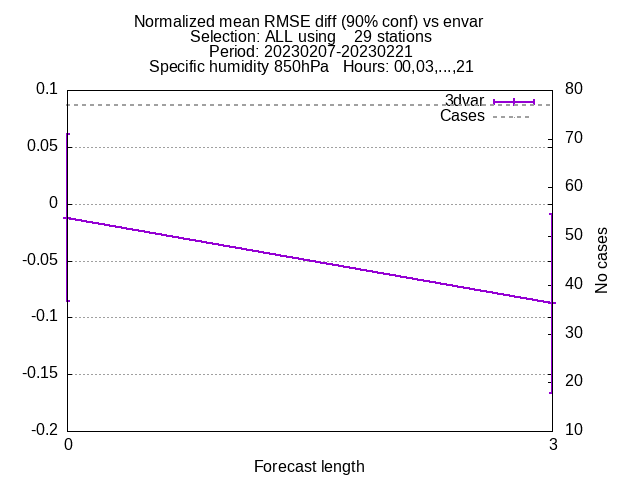 Normalized mean RMSE diff (90% conf) vs envar
Selection: ALL using    29 stations
Period: 20230207-20230221
Specific humidity 850hPa   Hours: 00,03,...,21
3dvar
Cases
0.1
0.05
0
-0.05
-0.1
-0.15
-0.2
80
70
60
50
40
30
20
10
No cases
0
3
Forecast length